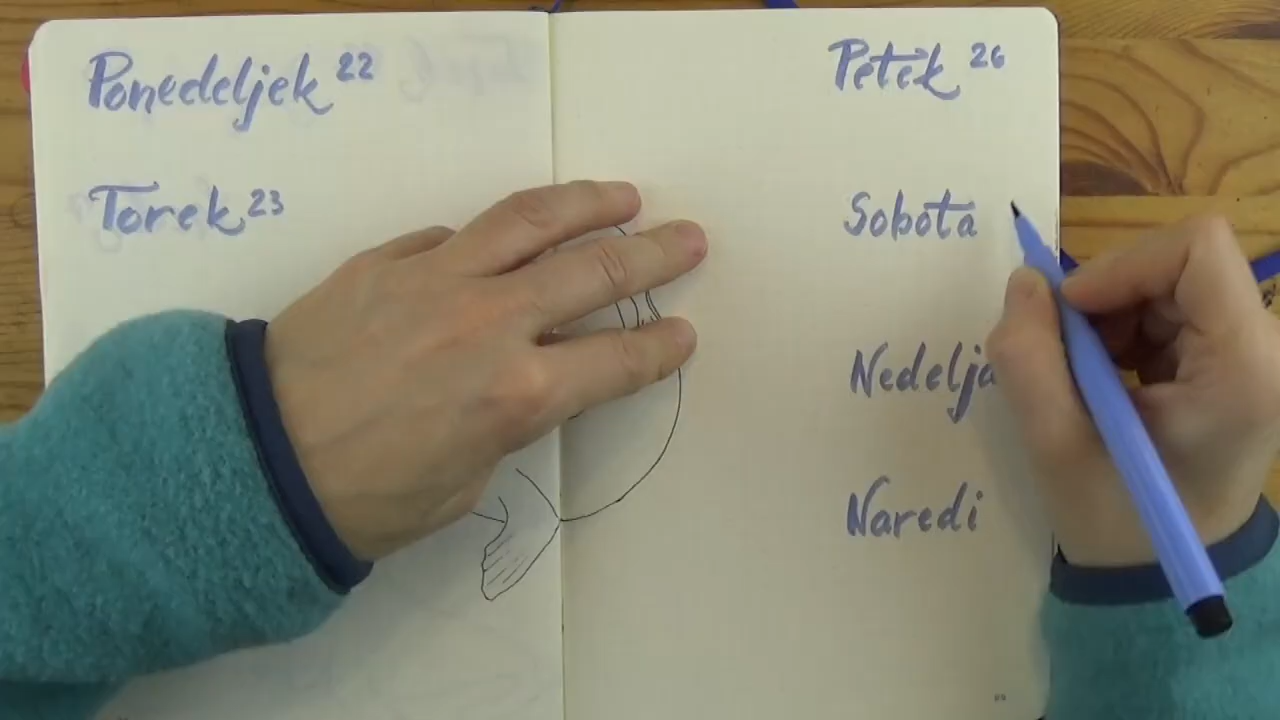 Ponedeljek 22
Torek 23
Petek 26
Sobota
Nedelja
Naredi